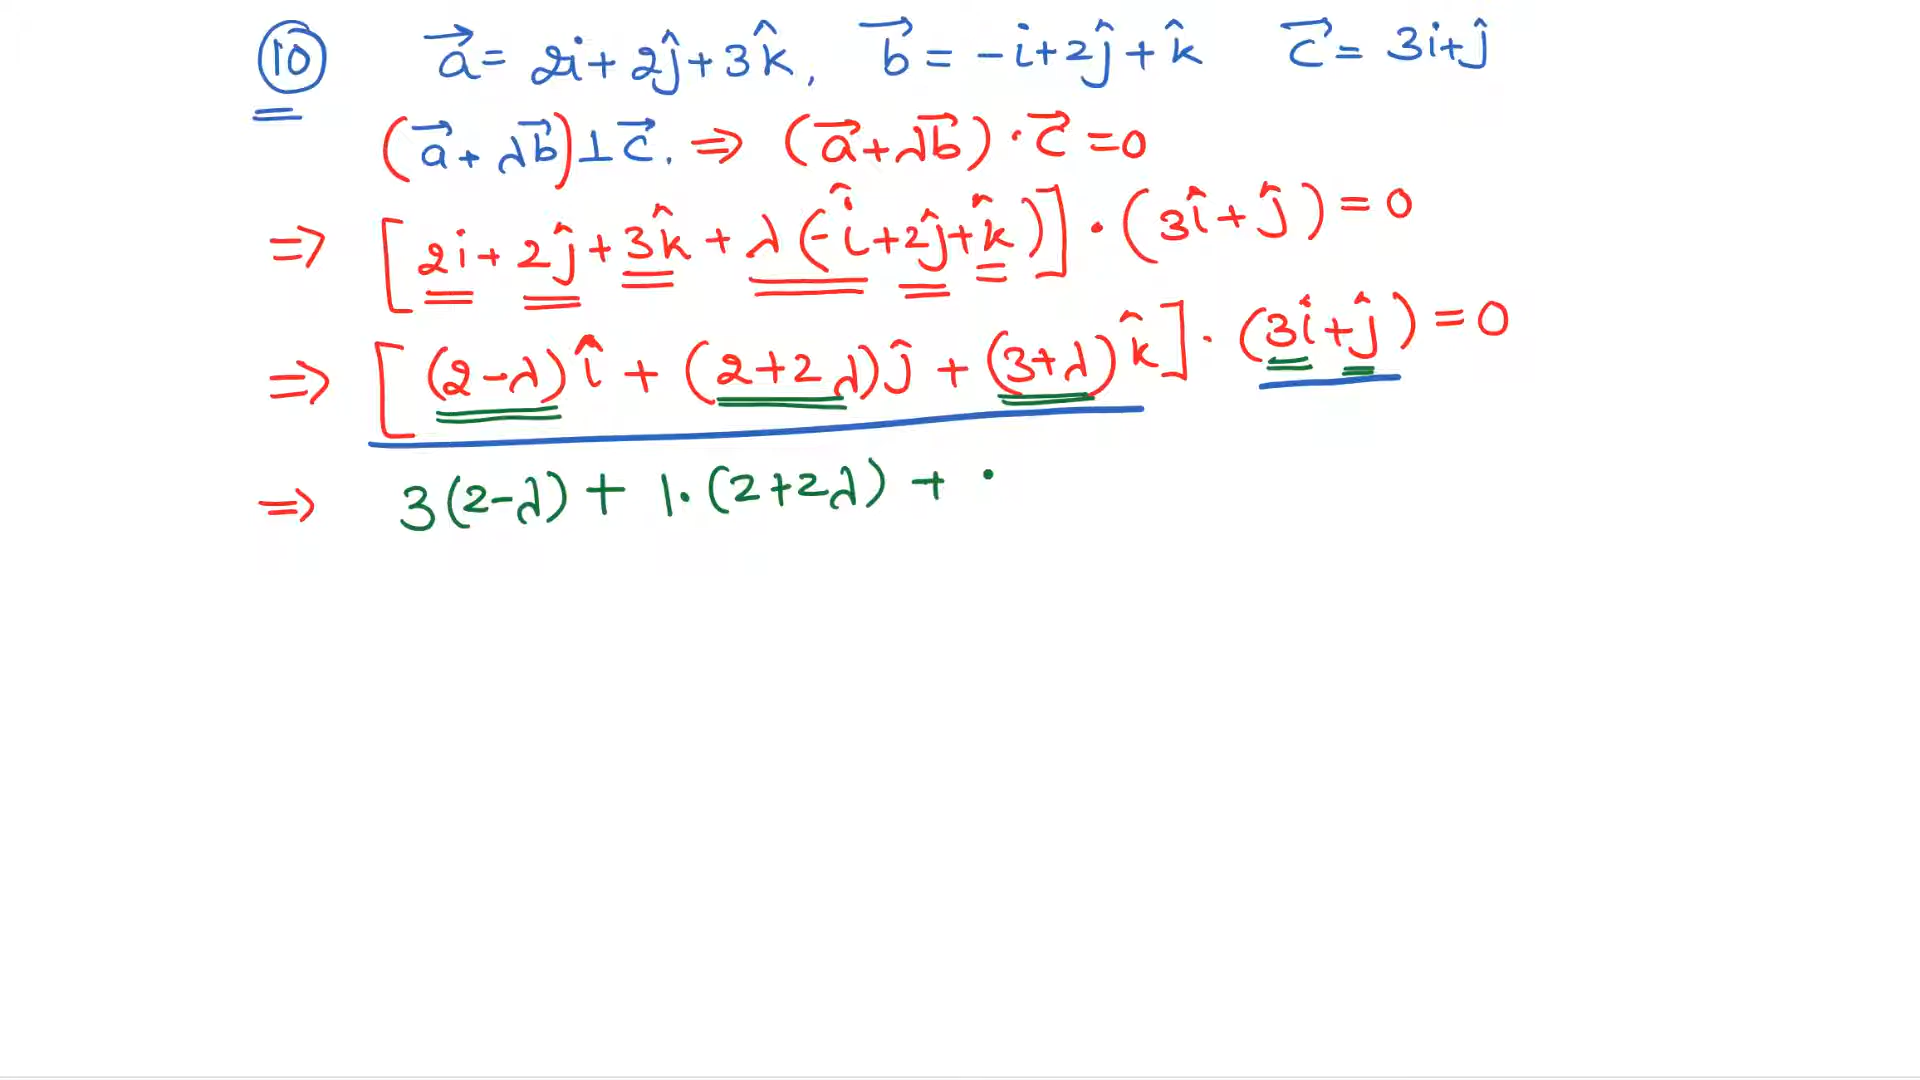 10 a⃗ = 2i + 2ĵ + 3k̂, b⃗ = -i + 2ĵ + k̂ c⃗ = 3i + ĵ
(a⃗ + λb⃗) ⊥ c⃗. ⇒ (a⃗ + λb⃗) · c⃗ = 0
⇒ [2i + 2ĵ + 3k̂ + λ(-î + 2ĵ + k̂)] · (3î + ĵ) = 0
⇒ [(2-λ)î + (2+2λ)ĵ + (3+λ)k̂] · (3î + ĵ) = 0
⇒ 3(2-λ) + 1·(2+2λ) + ·